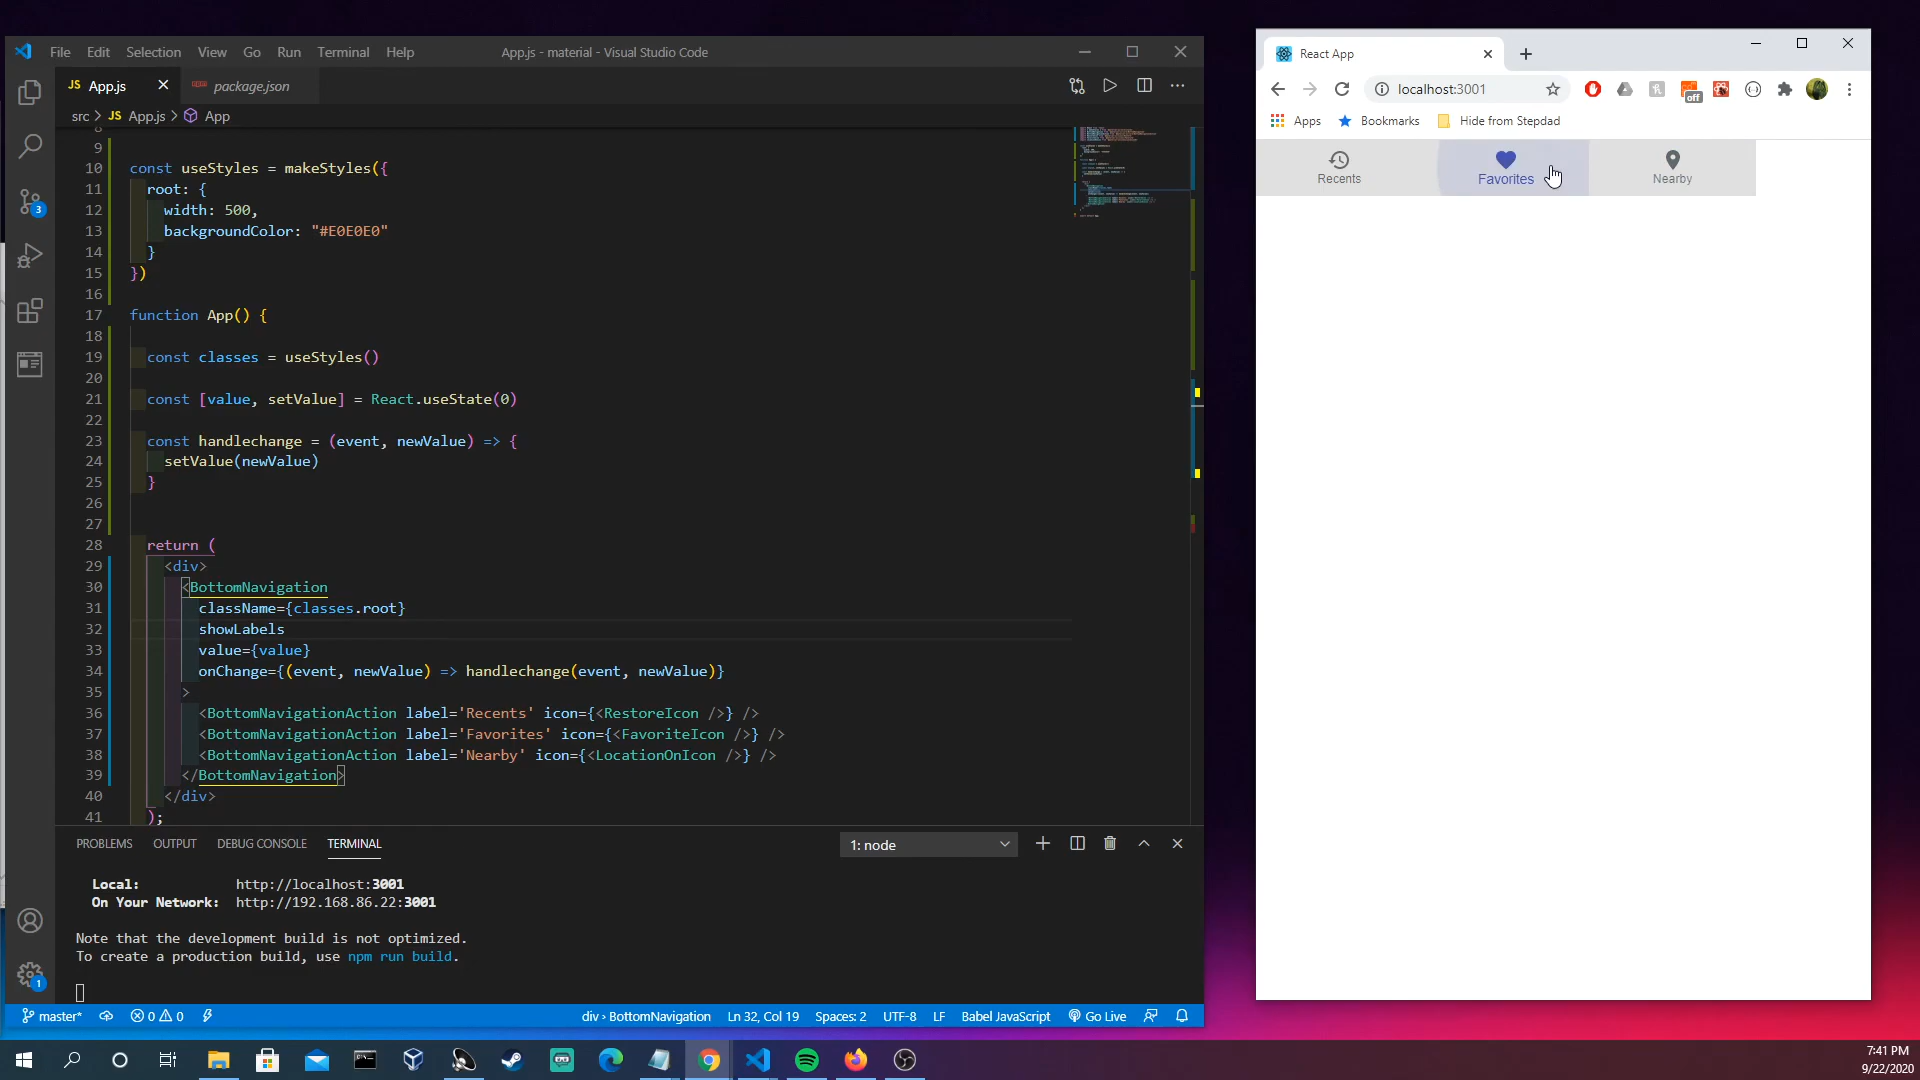 File Edit Selection View Go Run Terminal Help
App.js - material - Visual Studio Code
JS App.js
package.json
src > JS App.js > App
8
9
10 const useStyles = makeStyles({
11 root: {
12 width: 500,
13 backgroundColor: "#E0E0E0"
14 }
15 })
16
17 function App() {
18
19 const classes = useStyles()
20
21 const [value, setValue] = React.useState(0)
22
23 const handlechange = (event, newValue) => {
24 setValue(newValue)
25 }
26
27
28 return (
29 <div>
30 <BottomNavigation
31 className={classes.root}
32 showLabels
33 value={value}
34 onChange={(event, newValue) => handlechange(event, newValue)}
35 >
36 <BottomNavigationAction label='Recents' icon={<RestoreIcon />} />
37 <BottomNavigationAction label='Favorites' icon={<FavoriteIcon />} />
38 <BottomNavigationAction label='Nearby' icon={<LocationOnIcon />} />
39 </BottomNavigation>
40 </div>
41 );
3
1
PROBLEMS OUTPUT DEBUG CONSOLE TERMINAL
1: node
Local: http://localhost:3001
On Your Network: http://192.168.86.22:3001
Note that the development build is not optimized.
To create a production build, use npm run build.
master* 0 0
div > BottomNavigation Ln 32, Col 19 Spaces: 2 UTF-8 LF Babel JavaScript Go Live
React App
localhost:3001
off
Apps Bookmarks Hide from Stepdad
Recents Favorites Nearby
7:41 PM
9/22/2020